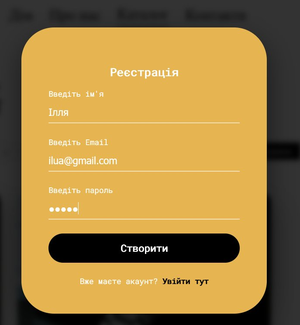 Реєстрація
Введіть ім'я
Ілля
Введіть Email
ilua@gmail.com
Введіть пароль
●●●●●
Створити
Вже маєте акаунт? Увійти тут